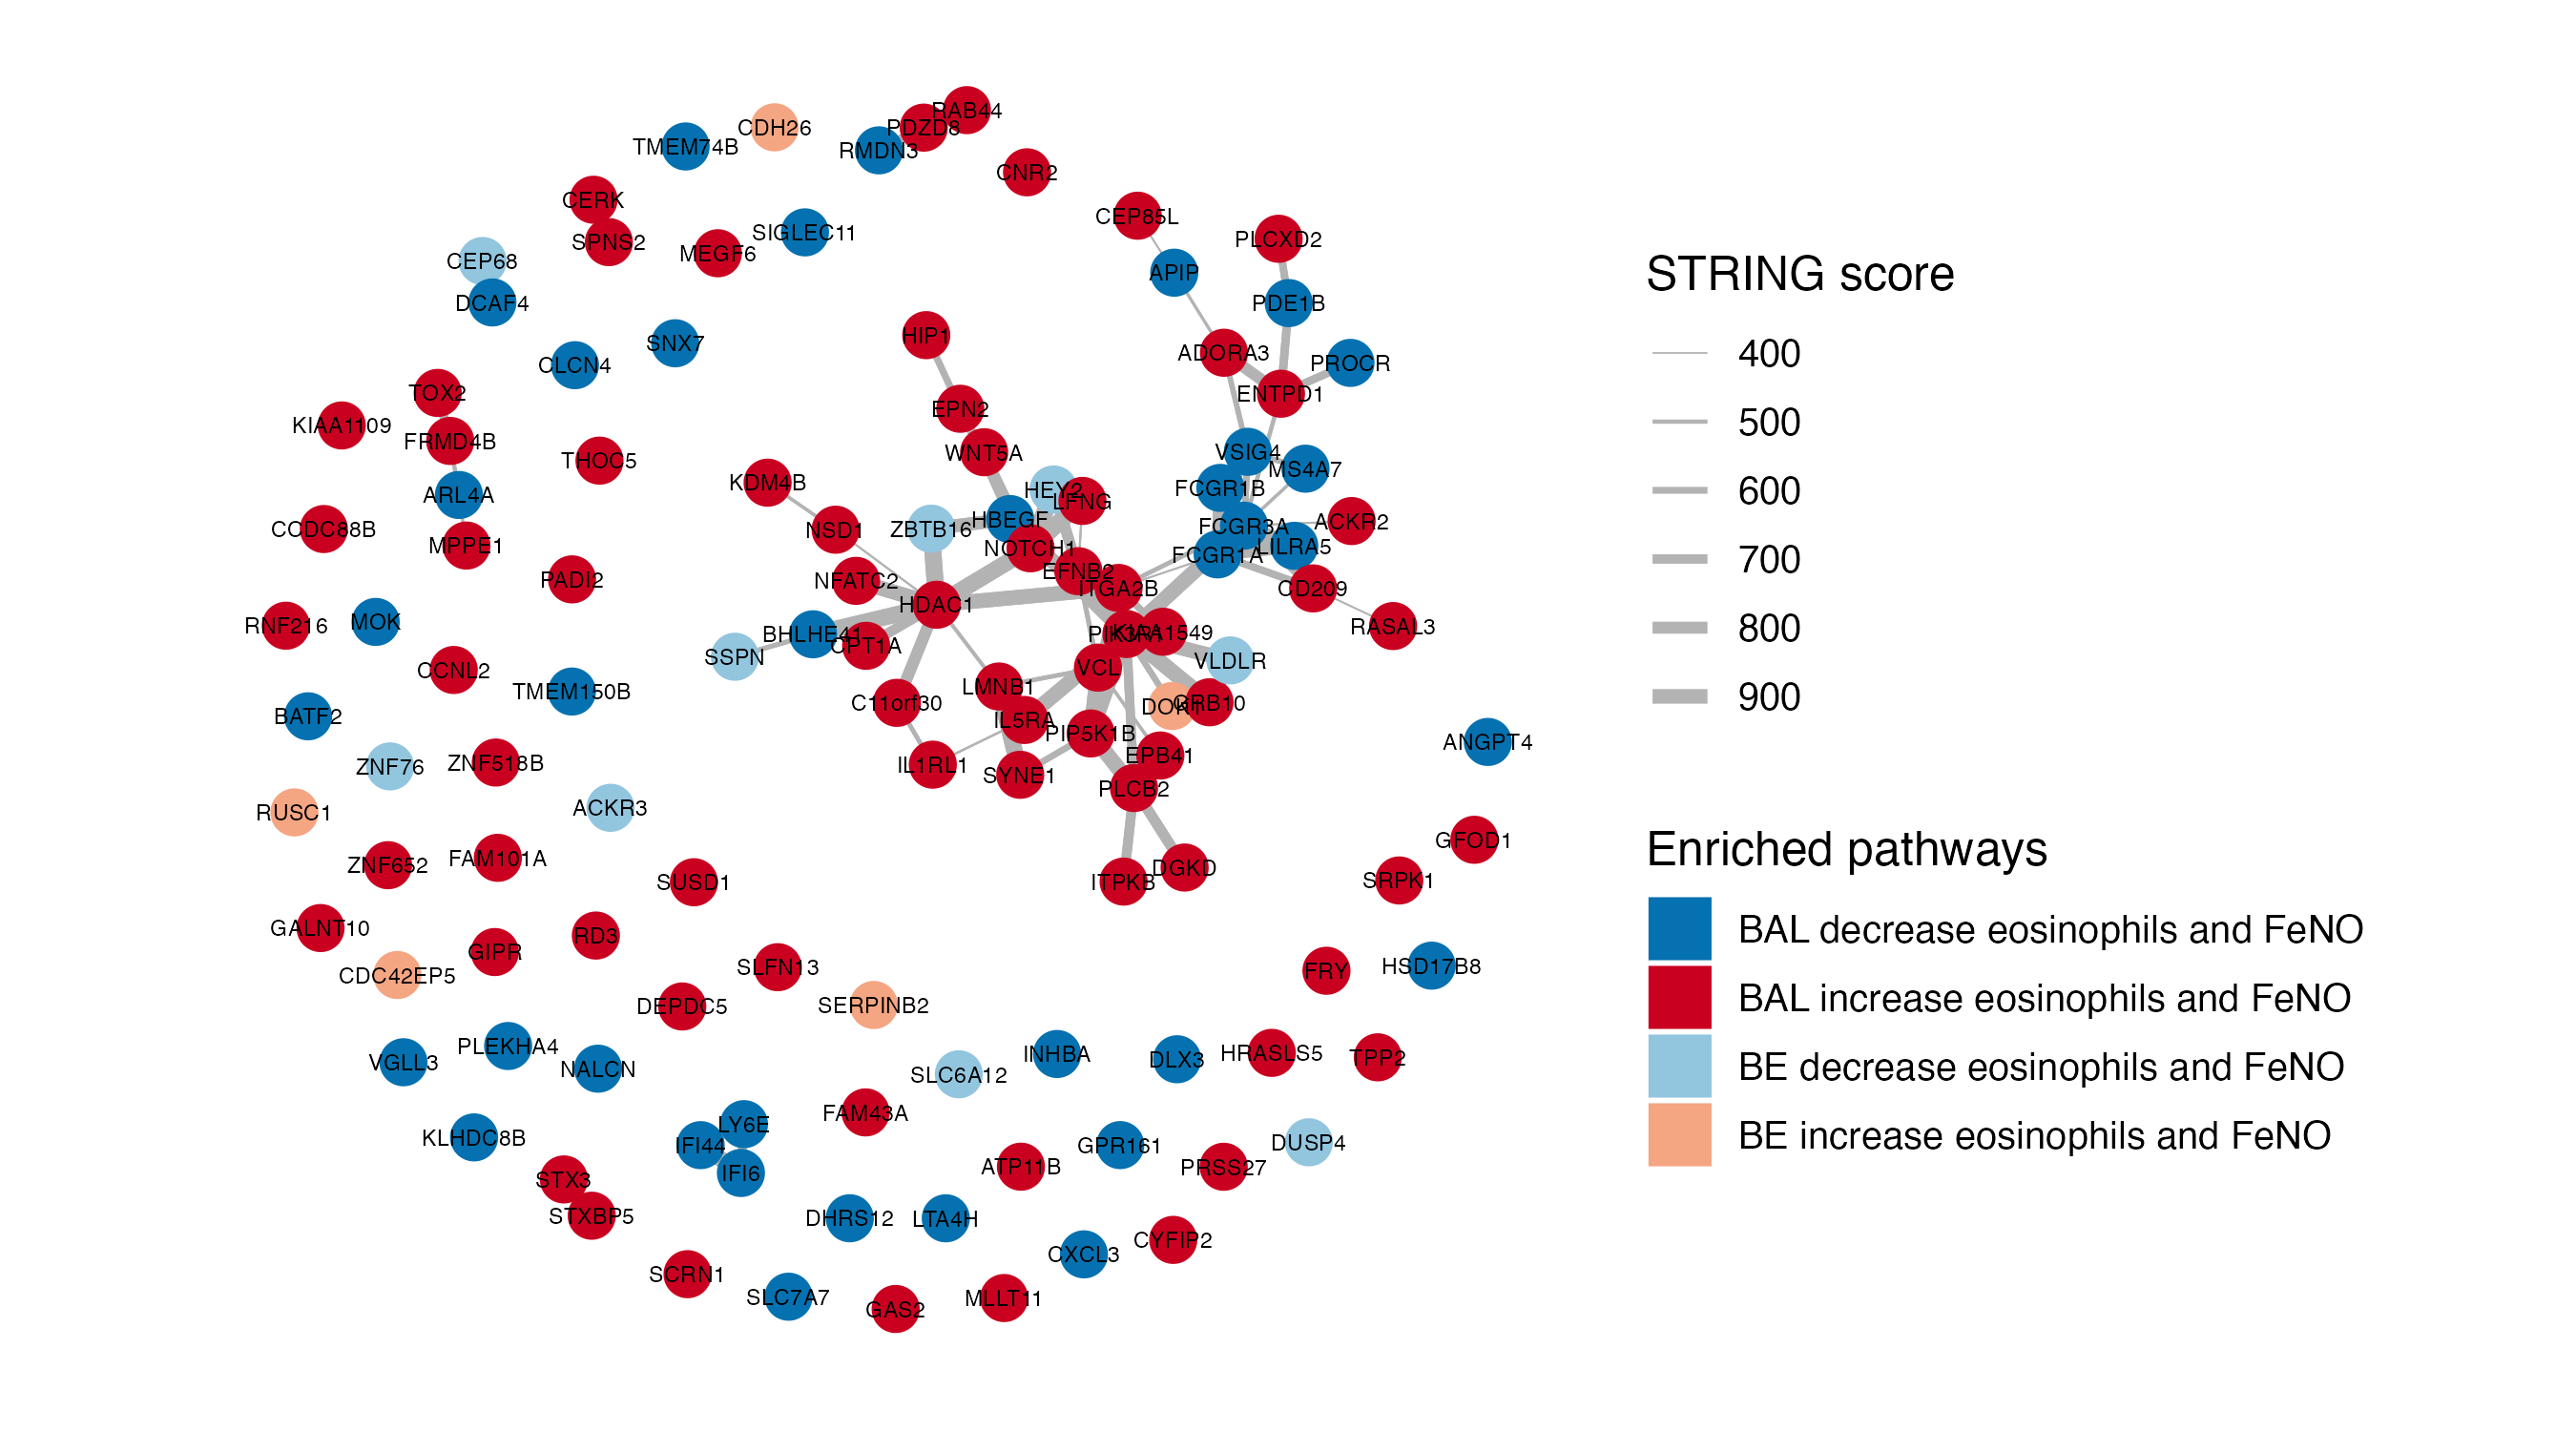 RAB44
CDH26
PDZD8
TMEM74B
RMDN3
CNR2
CERK
CEP85L
SIGLEC11
SPNS2
PLCXD2
MEGF6
CEP68
APIP
DCAF4
PDE1B
HIP1
SNX7
ADORA3
CLCN4
PROCR
TOX2
ENTPD1
EPN2
KIAA1109
FRMD4B
WNT5A
VSIG4
THOC5
MS4A7
KDM4B
FCGR1B
HEY2
ARL4A
LFNG
HBEGF
ACKR2
FCGR3A
CCDC88B
NSD1
ZBTB16
MPPE1
NOTCH1
LILRA5
FCGR1A
EFNB2
PADI2
NFATC2
ITGA2B
CD209
HDAC1
MOK
RNF216
RASAL3
BHLHE41
PIK3R1
KIAA1549
CPT1A
SSPN
VLDLR
VCL
CCNL2
LMNB1
TMEM150B
C11orf30
GRB10
DOK1
BATF2
IL5RA
PIP5K1B
ANGPT4
EPB41
ZNF518B
IL1RL1
ZNF76
SYNE1
PLCB2
ACKR3
RUSC1
GFOD1
FAM101A
ZNF652
DGKD
SRPK1
SUSD1
ITPKB
GALNT10
RD3
GIPR
SLFN13
HSD17B8
FRY
CDC42EP5
SERPINB2
DEPDC5
PLEKHA4
HRASLS5
INHBA
TPP2
DLX3
VGLL3
NALCN
SLC6A12
FAM43A
LY6E
KLHDC8B
DUSP4
IFI44
GPR161
ATP11B
PRSS27
IFI6
STX3
STXBP5
DHRS12
LTA4H
CYFIP2
CXCL3
SCRN1
SLC7A7
MLLT11
GAS2
STRING score
400
500
600
700
800
900
Enriched pathways
BAL decrease eosinophils and FeNO
BAL increase eosinophils and FeNO
BE decrease eosinophils and FeNO
BE increase eosinophils and FeNO